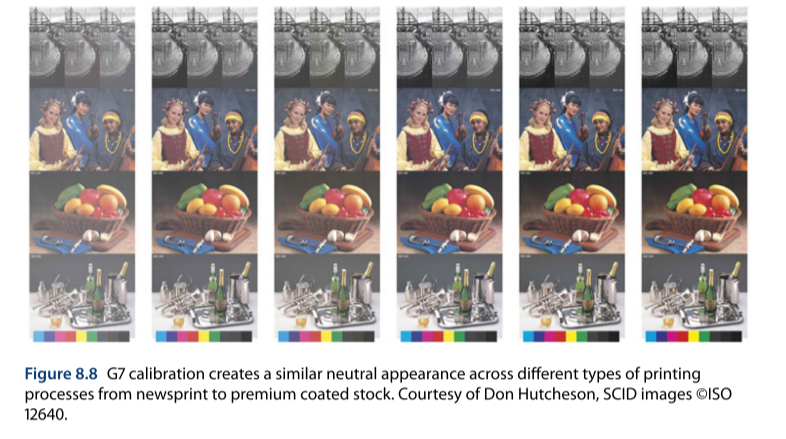 Figure 8.8 G7 calibration creates a similar neutral appearance across different types of printing
processes from newsprint to premium coated stock. Courtesy of Don Hutcheson, SCID images ©ISO
12640.